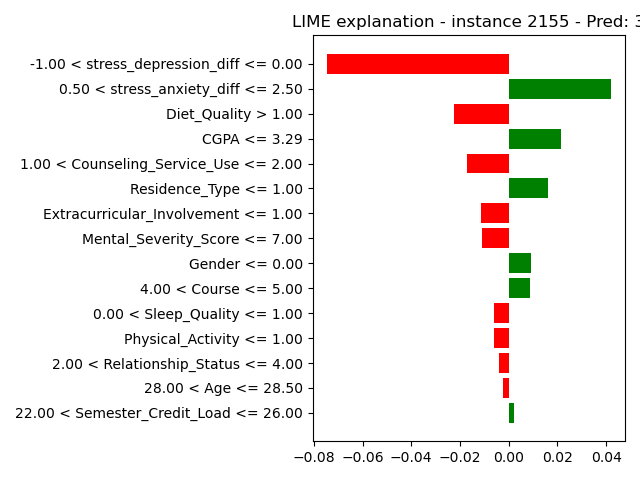 LIME explanation - instance 2155 - Pred: 3
-1.00 < stress_depression_diff <= 0.00
0.50 < stress_anxiety_diff <= 2.50
Diet_Quality > 1.00
CGPA <= 3.29
1.00 < Counseling_Service_Use <= 2.00
Residence_Type <= 1.00
Extracurricular_Involvement <= 1.00
Mental_Severity_Score <= 7.00
Gender <= 0.00
4.00 < Course <= 5.00
0.00 < Sleep_Quality <= 1.00
Physical_Activity <= 1.00
2.00 < Relationship_Status <= 4.00
28.00 < Age <= 28.50
22.00 < Semester_Credit_Load <= 26.00
−0.08 −0.06 −0.04 −0.02 0.00 0.02 0.04